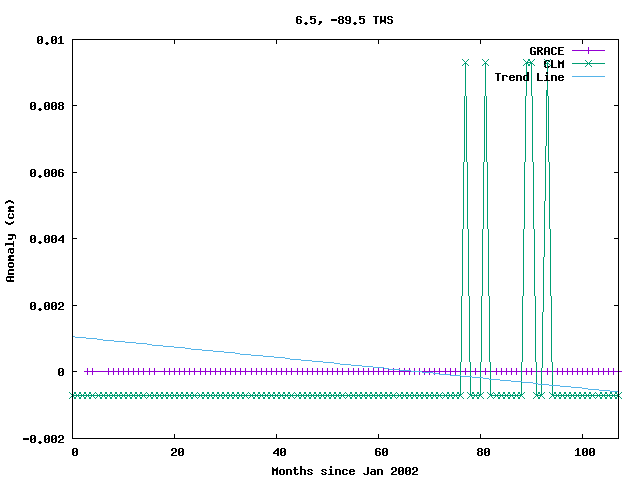 6.5, -89.5 TWS
0.01
GRACE
CLM
Trend Line
0.008
0.006
0.004
0.002
0
-0.002
Anomaly (cm)
0 20 40 60 80 100
Months since Jan 2002